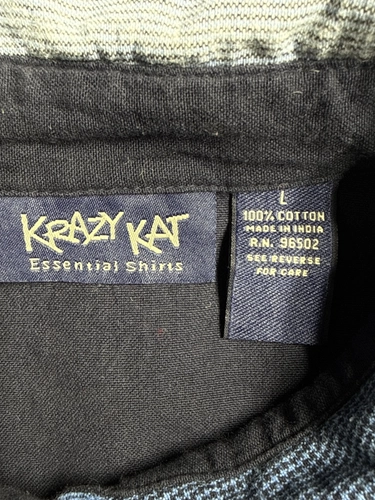 KRAZY KAT
Essential Shirts
L
100% COTTON
MADE IN INDIA
R.N. 96502
SEE REVERSE
FOR CARE